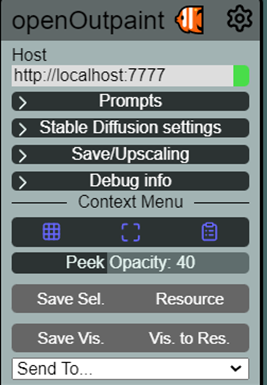 openOutpaint
Host
http://localhost:7777
Prompts
Stable Diffusion settings
Save/Upscaling
Debug info
Context Menu
Peek Opacity: 40
Save Sel. Resource
Save Vis. Vis. to Res.
Send To...